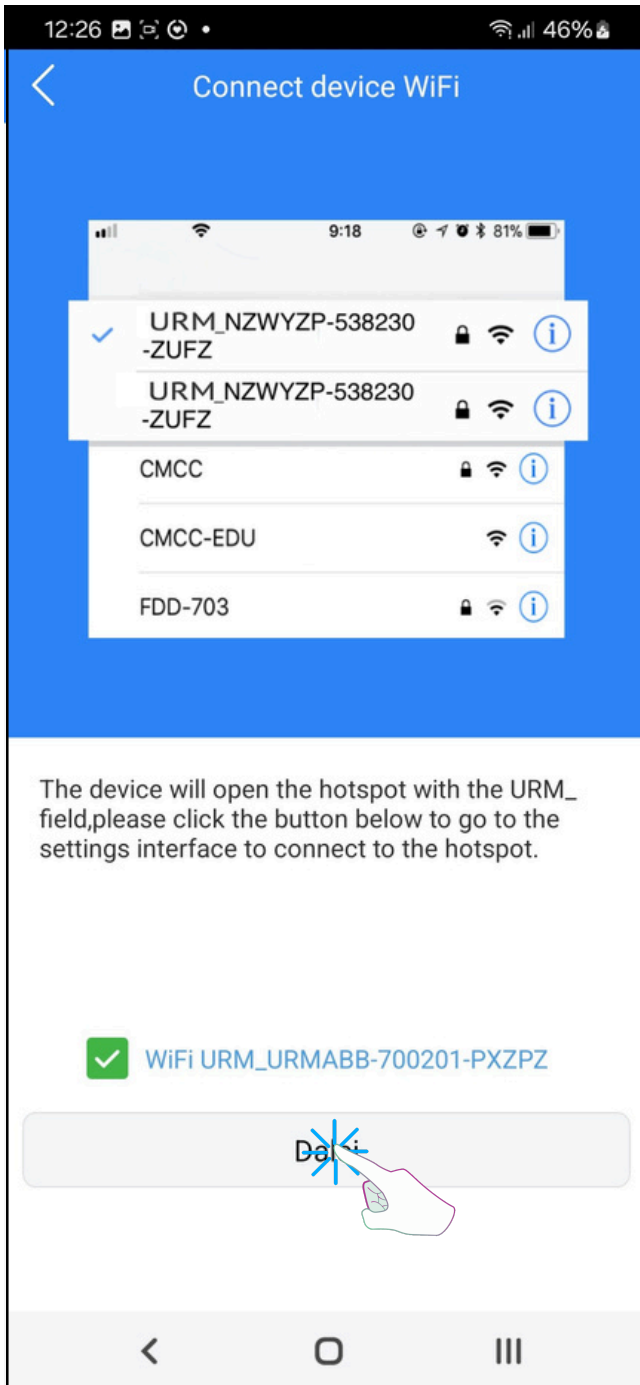 12:26 46%
Connect device WiFi
9:18 81%
URM_NZWYZP-538230
-ZUFZ
URM_NZWYZP-538230
-ZUFZ
CMCC
CMCC-EDU
FDD-703
The device will open the hotspot with the URM_
field,please click the button below to go to the
settings interface to connect to the hotspot.
WiFi URM_URMABB-700201-PXZPZ